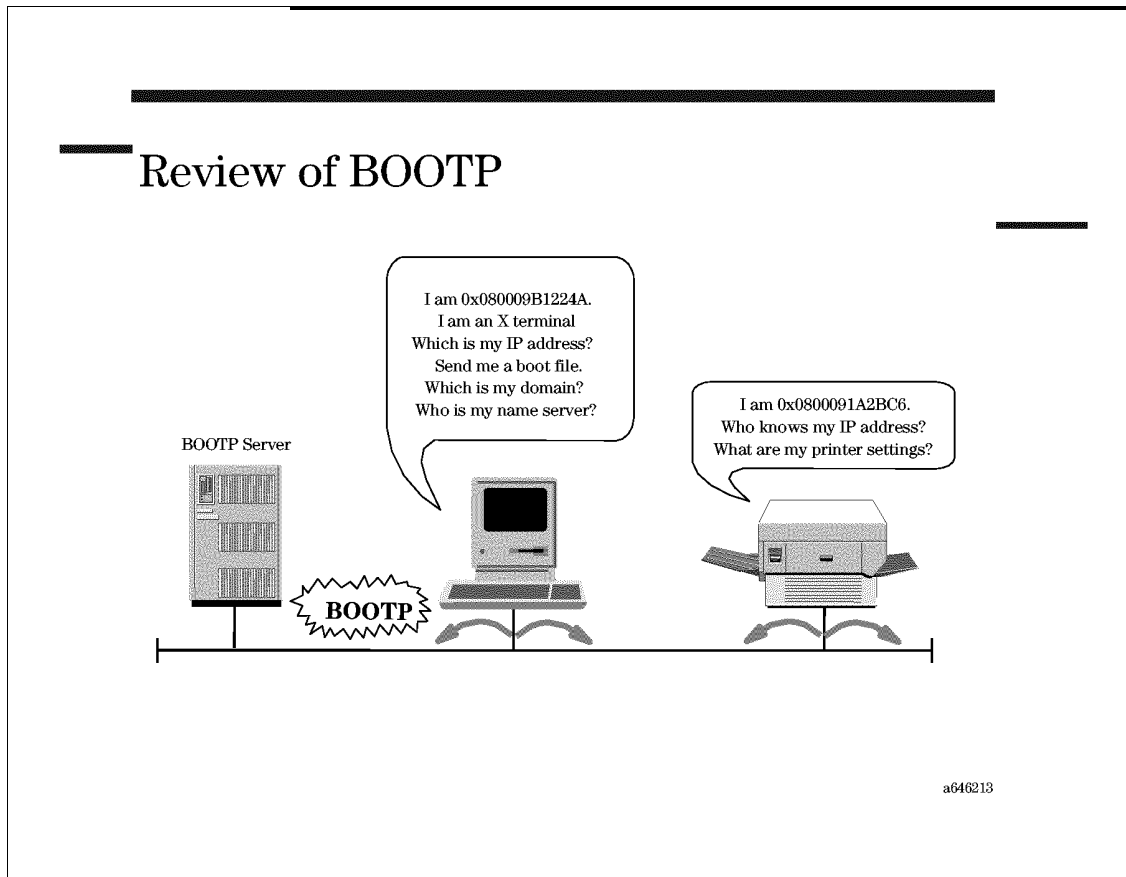 Review of BOOTP
I am 0x080009B1224A.
I am an X terminal
Which is my IP address?
Send me a boot file.
Which is my domain?
Who is my name server?
I am 0x0800091A2BC6.
Who knows my IP address?
What are my printer settings?
BOOTP Server
BOOTP
a646213